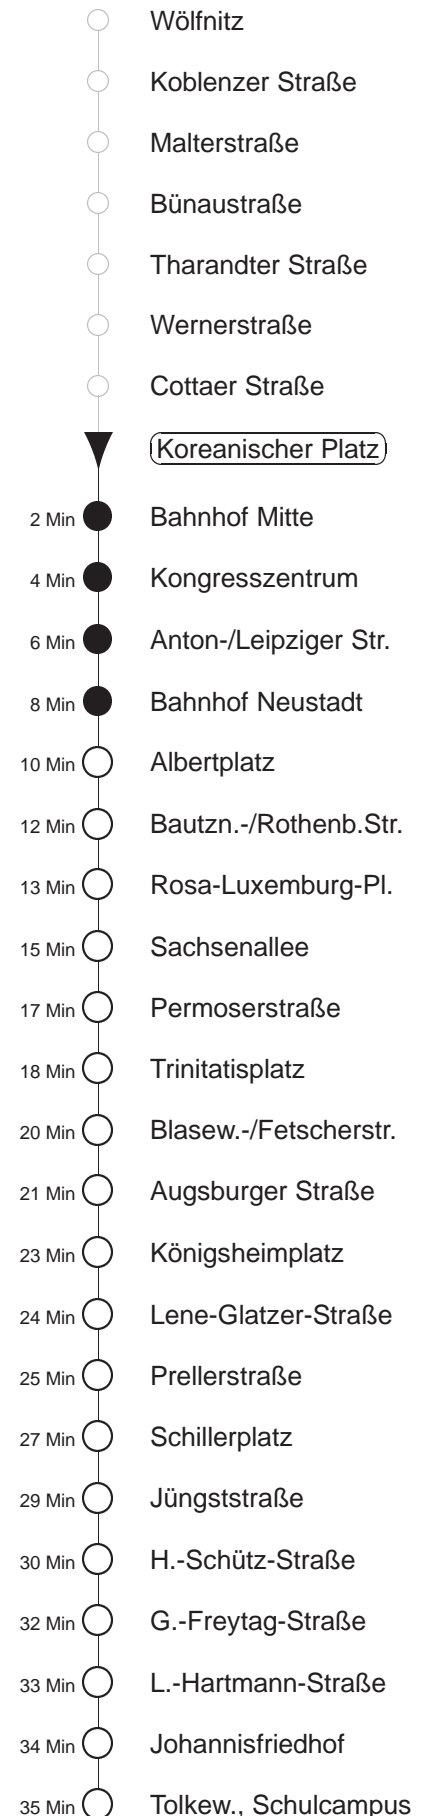 Wölfnitz
Koblenzer Straße
Malterstraße
Bünaustraße
Tharandter Straße
Wernerstraße
Cottaer Straße
Koreanischer Platz
2 Min Bahnhof Mitte
4 Min Kongresszentrum
6 Min Anton-/Leipziger Str.
8 Min Bahnhof Neustadt
10 Min Albertplatz
12 Min Bautzn.-/Rothenb.Str.
13 Min Rosa-Luxemburg-Pl.
15 Min Sachsenallee
17 Min Permoserstraße
18 Min Trinitatisplatz
20 Min Blasew.-/Fetscherstr.
21 Min Augsburger Straße
23 Min Königsheimplatz
24 Min Lene-Glatzer-Straße
25 Min Prellerstraße
27 Min Schillerplatz
29 Min Jüngststraße
30 Min H.-Schütz-Straße
32 Min G.-Freytag-Straße
33 Min L.-Hartmann-Straße
34 Min Johannisfriedhof
35 Min Tolkew., Schulcampus